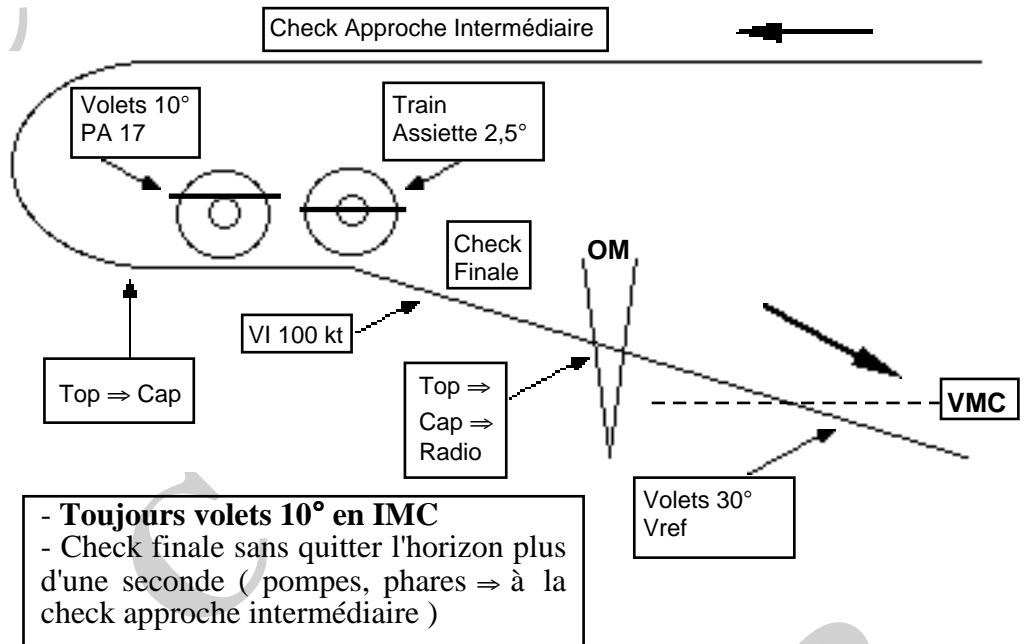 Check Approche Intermédiaire
Volets 10°
PA 17
Train
Assiette 2,5°
Check
Finale
OM
VI 100 kt
Top ⇒ Cap
Top ⇒
Cap ⇒
Radio
VMC
Volets 30°
Vref
- Toujours volets 10° en IMC
- Check finale sans quitter l'horizon plus
d'une seconde ( pompes, phares ⇒ à la
check approche intermédiaire )